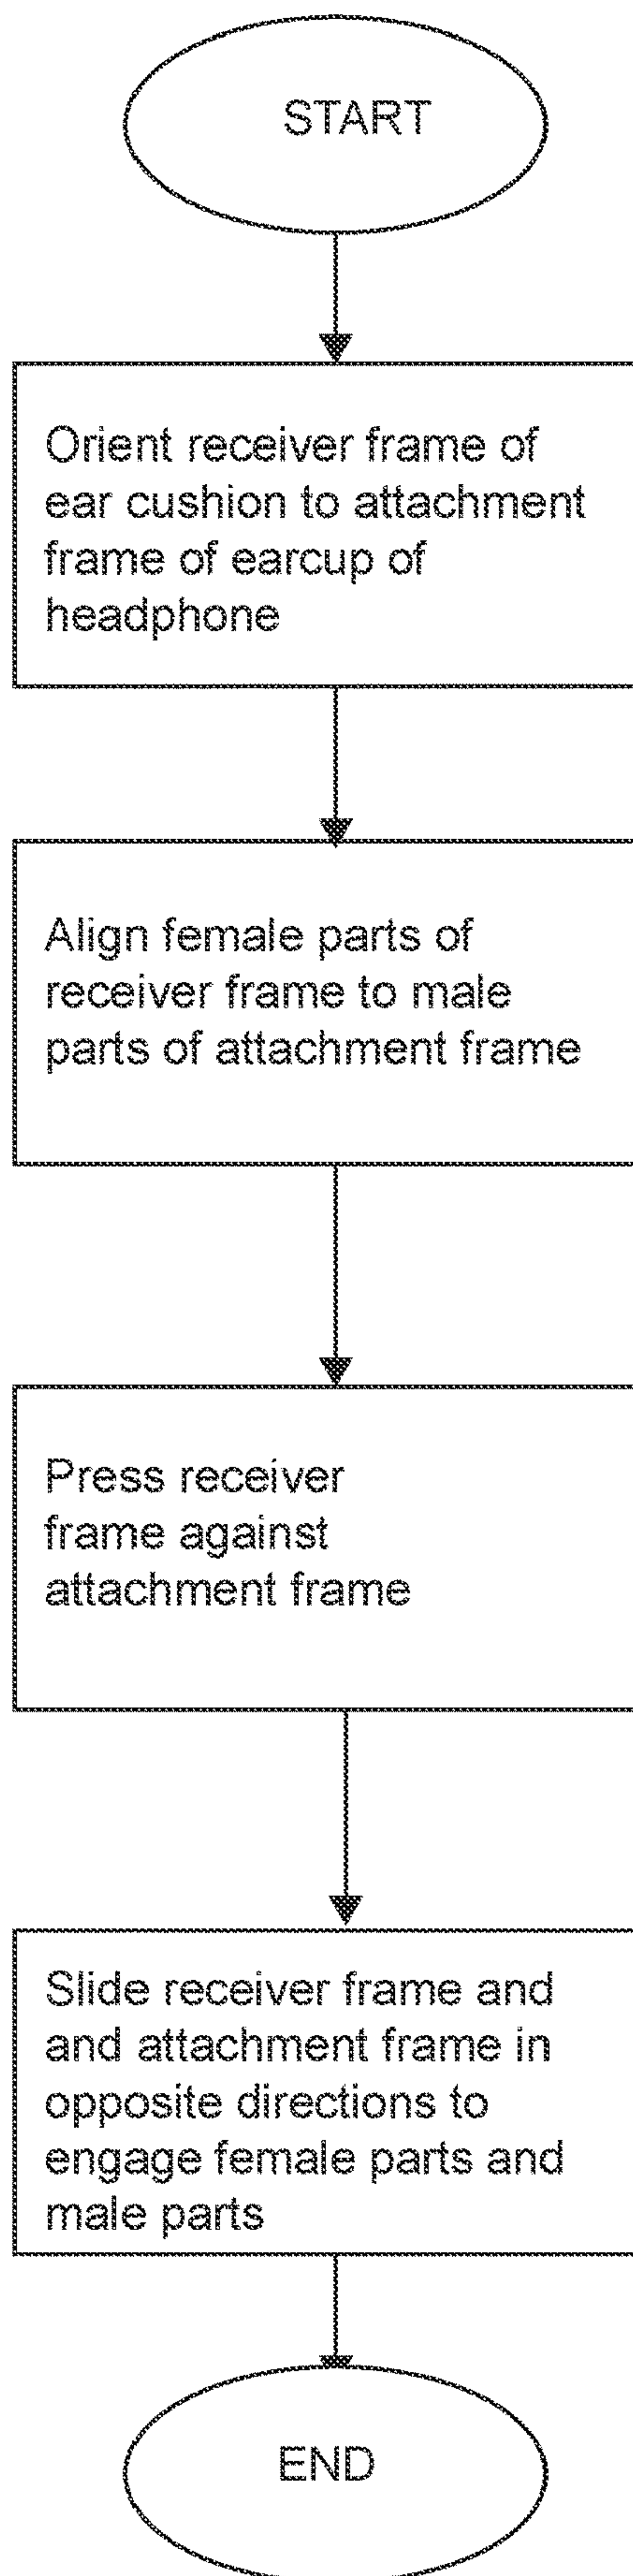 START
Orient receiver frame of
ear cushion to attachment
frame of earcup of
headphone
Align female parts of
receiver frame to male
parts of attachment frame
Press receiver
frame against
attachment frame
Slide receiver frame and
and attachment frame in
opposite directions to
engage female parts and
male parts
END